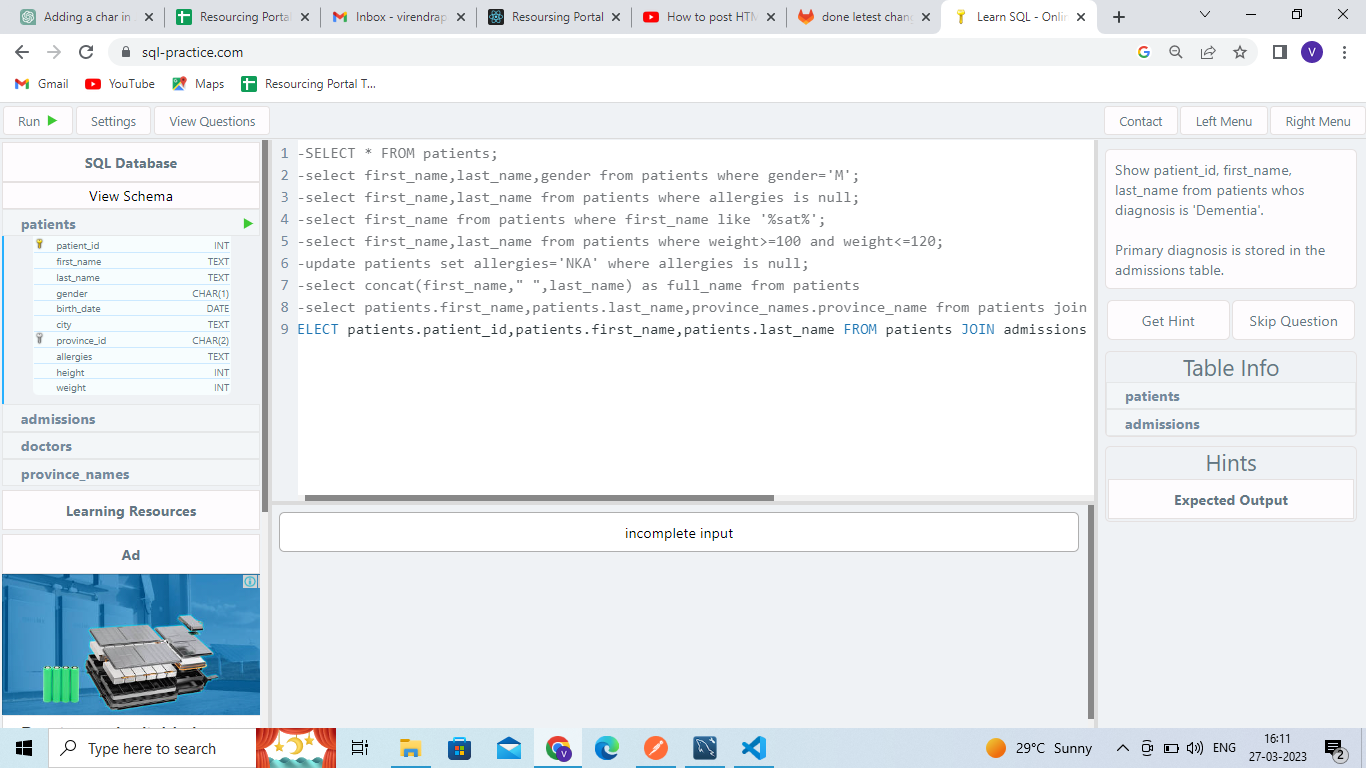 Adding a char in
Resourcing Portal
Inbox - virendrap
Resoursing Portal
How to post HTM
done letest chang
Learn SQL - Onlin
sql-practice.com
V
Gmail
YouTube
Maps
Resourcing Portal T...
Run
Settings
View Questions
Contact
Left Menu
Right Menu
SQL Database
View Schema
patients
patient_id INT
first_name TEXT
last_name TEXT
gender CHAR(1)
birth_date DATE
city TEXT
province_id CHAR(2)
allergies TEXT
height INT
weight INT
admissions
doctors
province_names
Learning Resources
Ad
1 -SELECT * FROM patients;
2 -select first_name,last_name,gender from patients where gender='M';
3 -select first_name,last_name from patients where allergies is null;
4 -select first_name from patients where first_name like '%sat%';
5 -select first_name,last_name from patients where weight>=100 and weight<=120;
6 -update patients set allergies='NKA' where allergies is null;
7 -select concat(first_name," ",last_name) as full_name from patients
8 -select patients.first_name,patients.last_name,province_names.province_name from patients join
9 ELECT patients.patient_id,patients.first_name,patients.last_name FROM patients JOIN admissions
incomplete input
Show patient_id, first_name,
last_name from patients whos
diagnosis is 'Dementia'.
Primary diagnosis is stored in the
admissions table.
Get Hint
Skip Question
Table Info
patients
admissions
Hints
Expected Output
Type here to search
V
29°C Sunny
ENG
16:11
27-03-2023
2